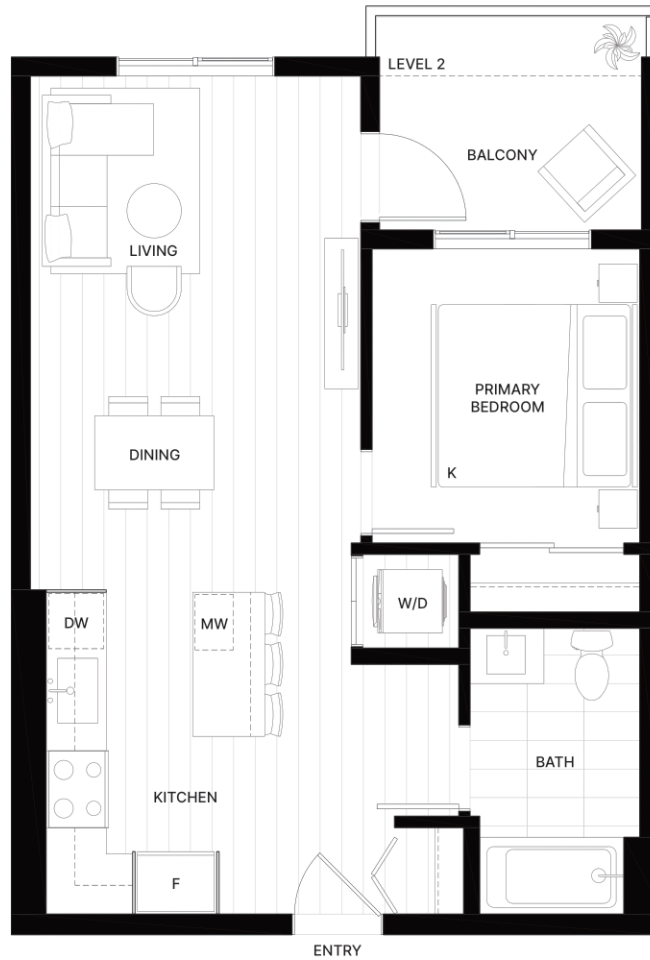 LEVEL 2
BALCONY
LIVING
PRIMARY
BEDROOM
DINING
K
W/D
DW
MW
BATH
KITCHEN
F
ENTRY